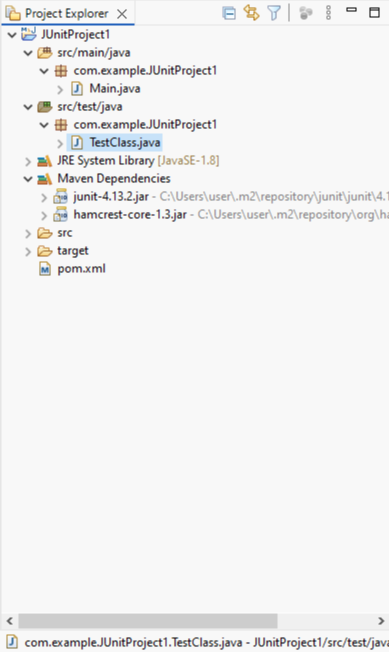 Project Explorer
JUnitProject1
src/main/java
com.example.JUnitProject1
Main.java
src/test/java
com.example.JUnitProject1
TestClass.java
JRE System Library [JavaSE-1.8]
Maven Dependencies
junit-4.13.2.jar - C:\Users\user\.m2\repository\junit\junit\4.1
hamcrest-core-1.3.jar - C:\Users\user\.m2\repository\org\ha
src
target
pom.xml
com.example.JUnitProject1.TestClass.java - JUnitProject1/src/test/java